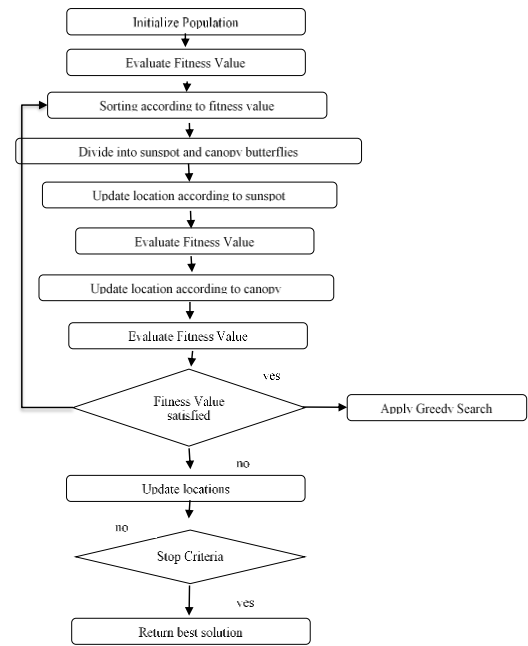 Initialize Population
Evaluate Fitness Value
Sorting according to fitness value
Divide into sunspot and canopy butterflies
Update location according to sunspot
Evaluate Fitness Value
Update location according to canopy
Evaluate Fitness Value
yes
Fitness Value
satisfied
Apply Greedy Search
no
Update locations
no
Stop Criteria
yes
Return best solution